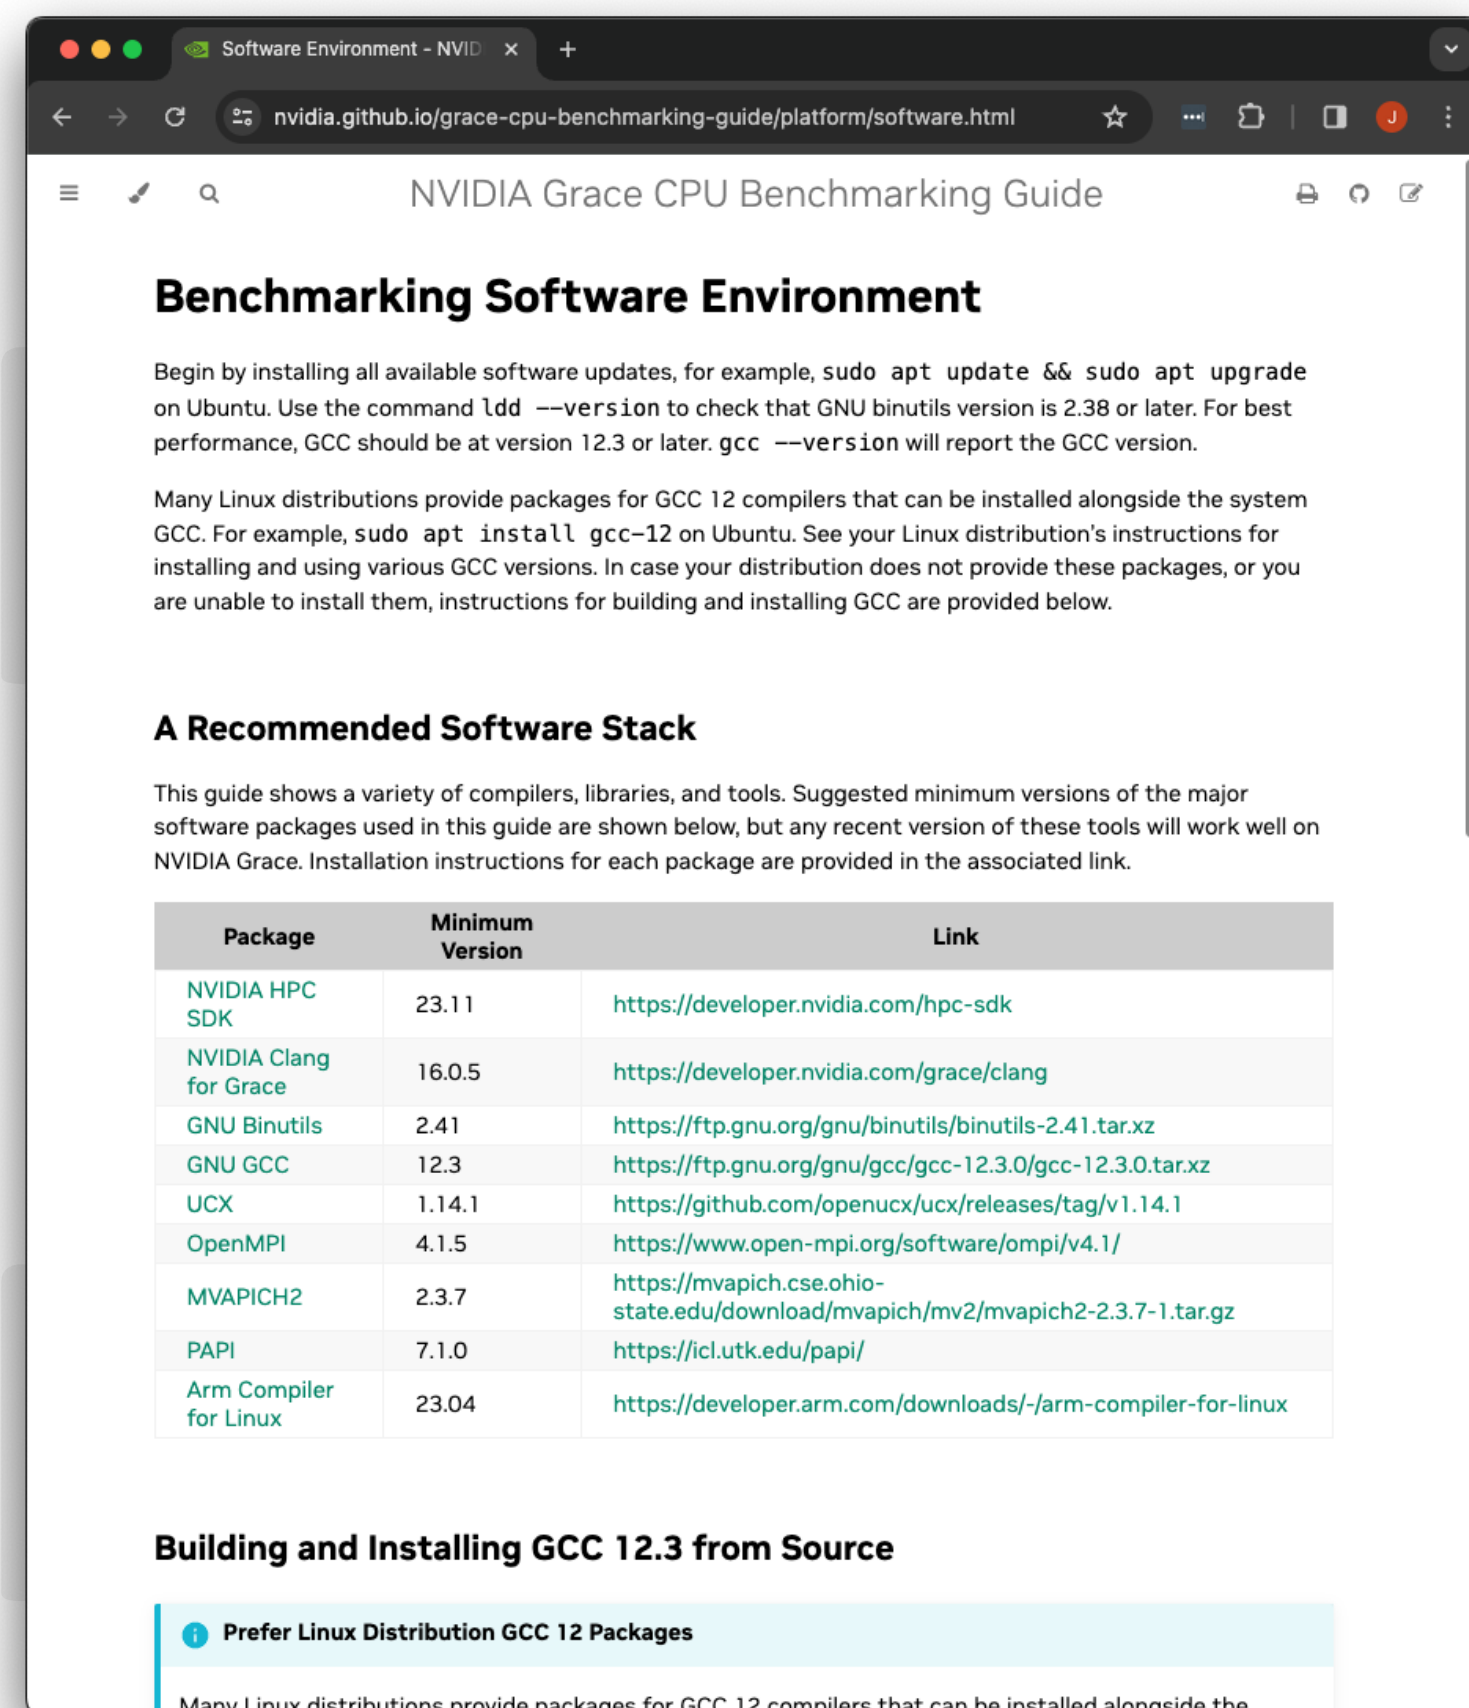 Software Environment - NVID
nvidia.github.io/grace-cpu-benchmarking-guide/platform/software.html
J
NVIDIA Grace CPU Benchmarking Guide
Benchmarking Software Environment
Begin by installing all available software updates, for example, sudo apt update && sudo apt upgrade
on Ubuntu. Use the command ldd --version to check that GNU binutils version is 2.38 or later. For best
performance, GCC should be at version 12.3 or later. gcc --version will report the GCC version.
Many Linux distributions provide packages for GCC 12 compilers that can be installed alongside the system
GCC. For example, sudo apt install gcc-12 on Ubuntu. See your Linux distribution's instructions for
installing and using various GCC versions. In case your distribution does not provide these packages, or you
are unable to install them, instructions for building and installing GCC are provided below.
A Recommended Software Stack
This guide shows a variety of compilers, libraries, and tools. Suggested minimum versions of the major
software packages used in this guide are shown below, but any recent version of these tools will work well on
NVIDIA Grace. Installation instructions for each package are provided in the associated link.
Package Minimum Version Link
NVIDIA HPC SDK 23.11 https://developer.nvidia.com/hpc-sdk
NVIDIA Clang for Grace 16.0.5 https://developer.nvidia.com/grace/clang
GNU Binutils 2.41 https://ftp.gnu.org/gnu/binutils/binutils-2.41.tar.xz
GNU GCC 12.3 https://ftp.gnu.org/gnu/gcc/gcc-12.3.0/gcc-12.3.0.tar.xz
UCX 1.14.1 https://github.com/openucx/ucx/releases/tag/v1.14.1
OpenMPI 4.1.5 https://www.open-mpi.org/software/ompi/v4.1/
MVAPICH2 2.3.7 https://mvapich.cse.ohio-state.edu/download/mvapich/mv2/mvapich2-2.3.7-1.tar.gz
PAPI 7.1.0 https://icl.utk.edu/papi/
Arm Compiler for Linux 23.04 https://developer.arm.com/downloads/-/arm-compiler-for-linux
Building and Installing GCC 12.3 from Source
Prefer Linux Distribution GCC 12 Packages
Many Linux distributions provide packages for GCC 12 compilers that can be installed alongside the